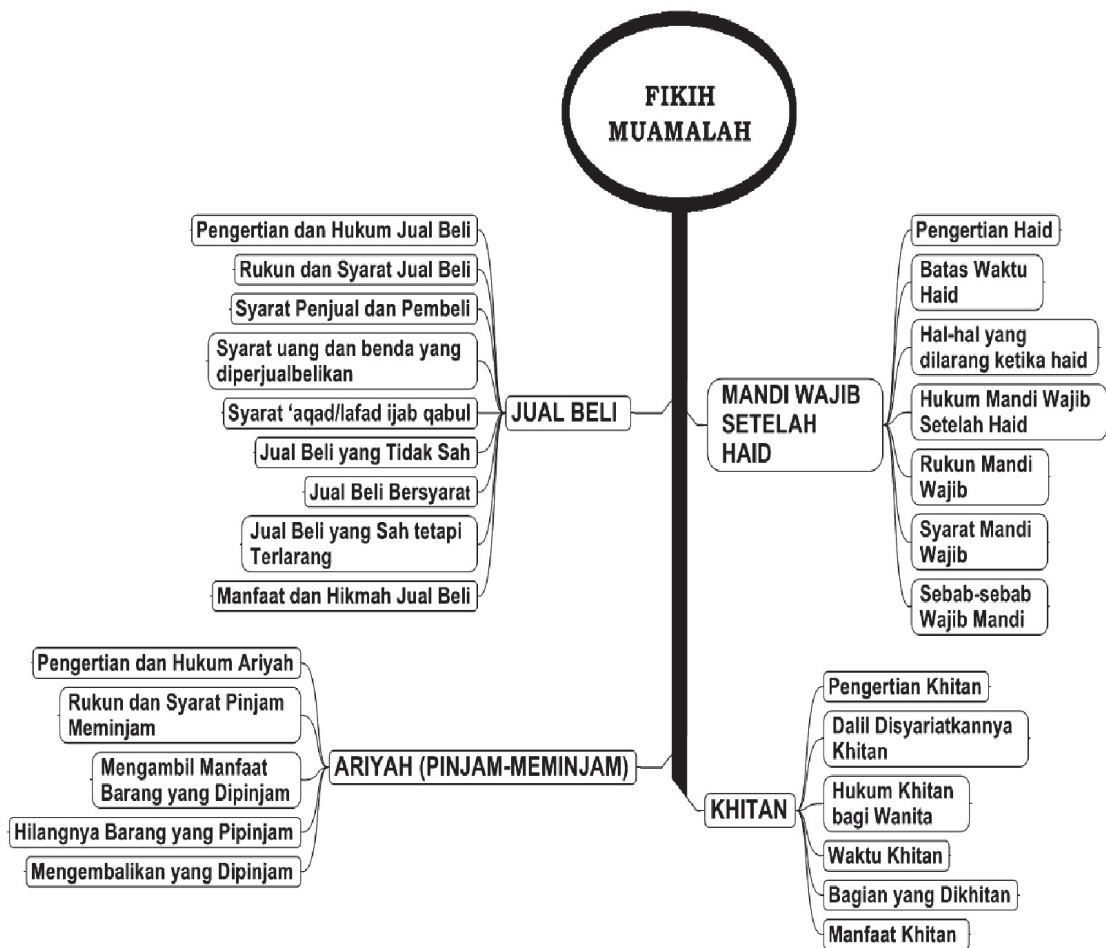 FIKIH
MUAMALAH
Pengertian dan Hukum Jual Beli
Rukun dan Syarat Jual Beli
Syarat Penjual dan Pembeli
Syarat uang dan benda yang
diperjualbelikan
Syarat ‘aqad/lafad ijab qabul
Jual Beli yang Tidak Sah
Jual Beli Bersyarat
Jual Beli yang Sah tetapi
Terlarang
Manfaat dan Hikmah Jual Beli
JUAL BELI
Pengertian dan Hukum Ariyah
Rukun dan Syarat Pinjam
Meminjam
Mengambil Manfaat
Barang yang Dipinjam
Hilangnya Barang yang Pipinjam
Mengembalikan yang Dipinjam
ARIYAH (PINJAM-MEMINJAM)
MANDI WAJIB
SETELAH
HAID
Pengertian Haid
Batas Waktu
Haid
Hal-hal yang
dilarang ketika haid
Hukum Mandi Wajib
Setelah Haid
Rukun Mandi
Wajib
Syarat Mandi
Wajib
Sebab-sebab
Wajib Mandi
KHITAN
Pengertian Khitan
Dalil Disyariatkannya
Khitan
Hukum Khitan
bagi Wanita
Waktu Khitan
Bagian yang Dikhitan
Manfaat Khitan